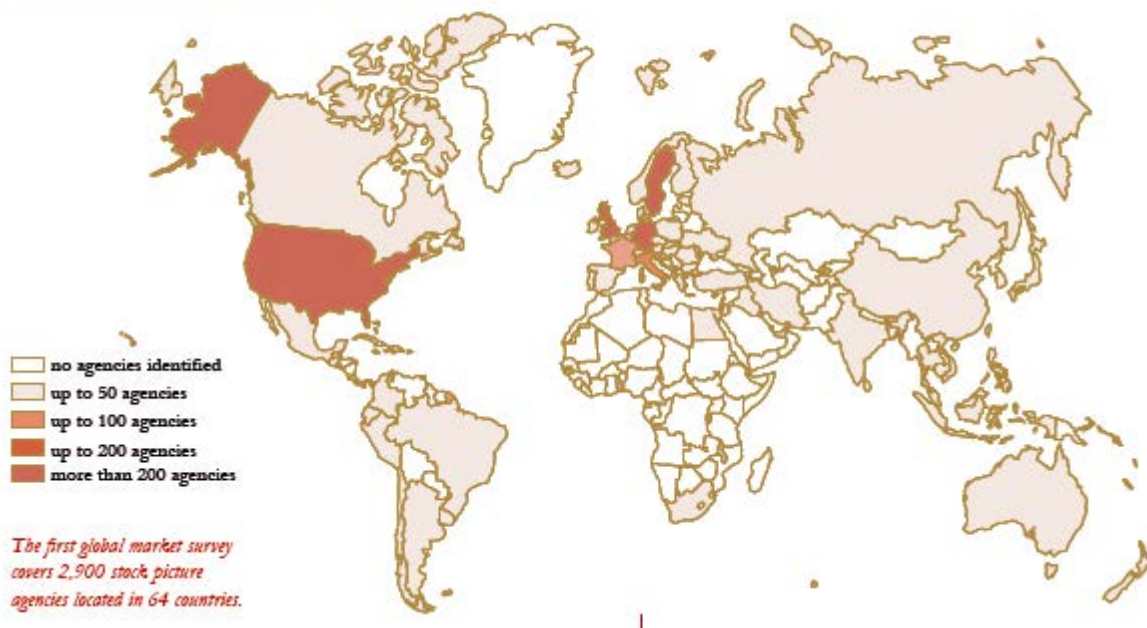 no agencies identified
up to 50 agencies
up to 100 agencies
up to 200 agencies
more than 200 agencies
The first global market survey
covers 2,900 stock picture
agencies located in 64 countries.